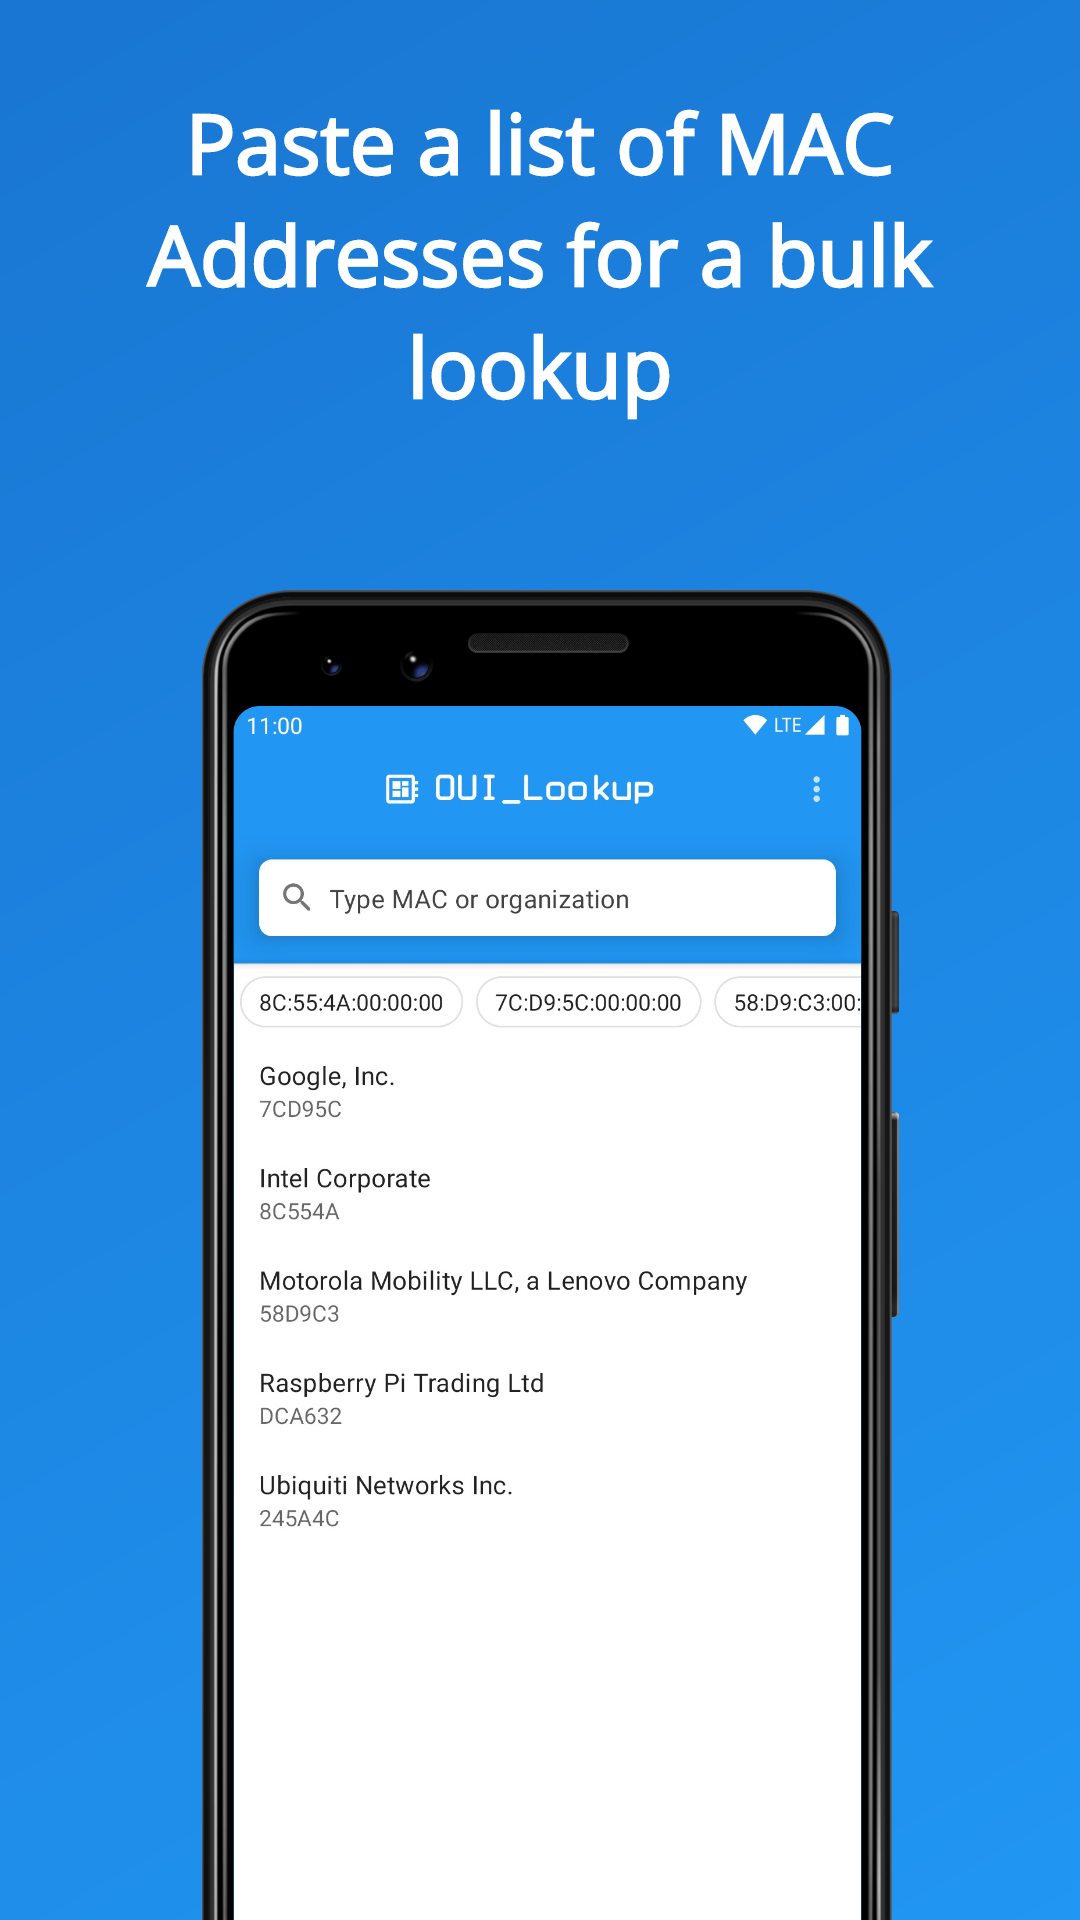 Paste a list of MAC
Addresses for a bulk
lookup
11:00 LTE
OUI_Lookup
Type MAC or organization
8C:55:4A:00:00:00 7C:D9:5C:00:00:00 58:D9:C3:00:
Google, Inc.
7CD95C
Intel Corporate
8C554A
Motorola Mobility LLC, a Lenovo Company
58D9C3
Raspberry Pi Trading Ltd
DCA632
Ubiquiti Networks Inc.
245A4C